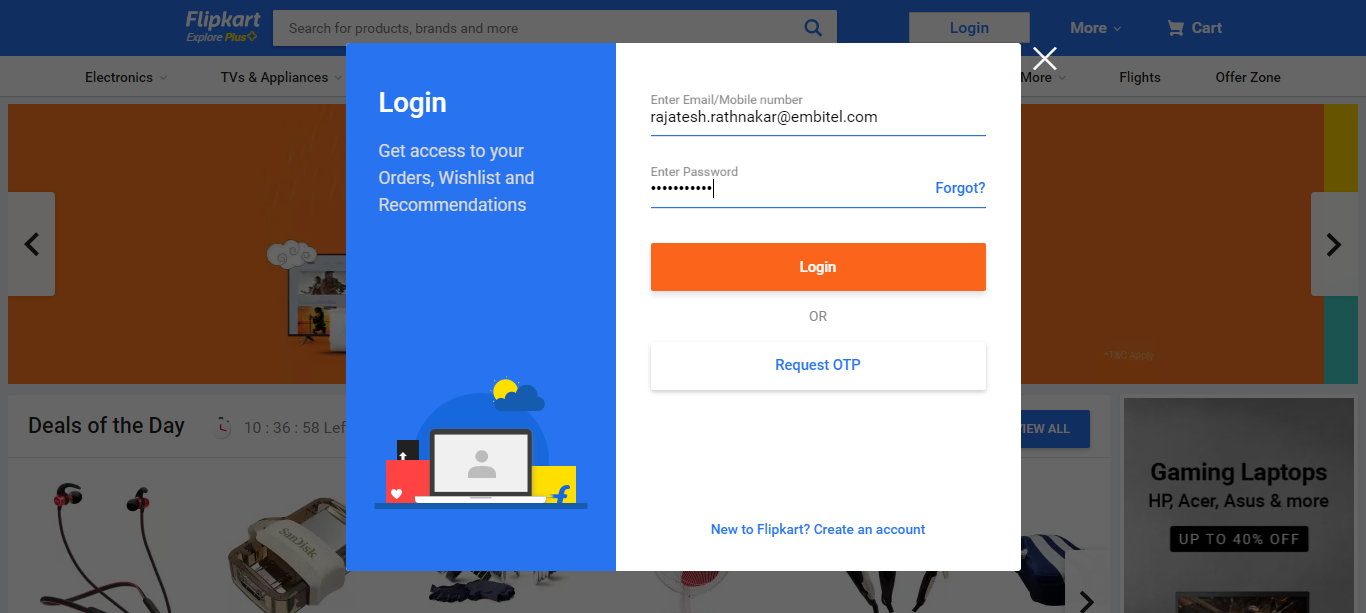 Flipkart
Explore Plus
Search for products, brands and more
Login
More
Cart
Electronics
TVs & Appliances
More
Flights
Offer Zone
Login
Get access to your
Orders, Wishlist and
Recommendations
Enter Email/Mobile number
rajatesh.rathnakar@embitel.com
Enter Password
•••••••••••
Forgot?
Login
OR
Request OTP
New to Flipkart? Create an account
*T&C Apply
Deals of the Day
10 : 36 : 58 Lef
VIEW ALL
SanDisk
Gaming Laptops
HP, Acer, Asus & more
UP TO 40% OFF